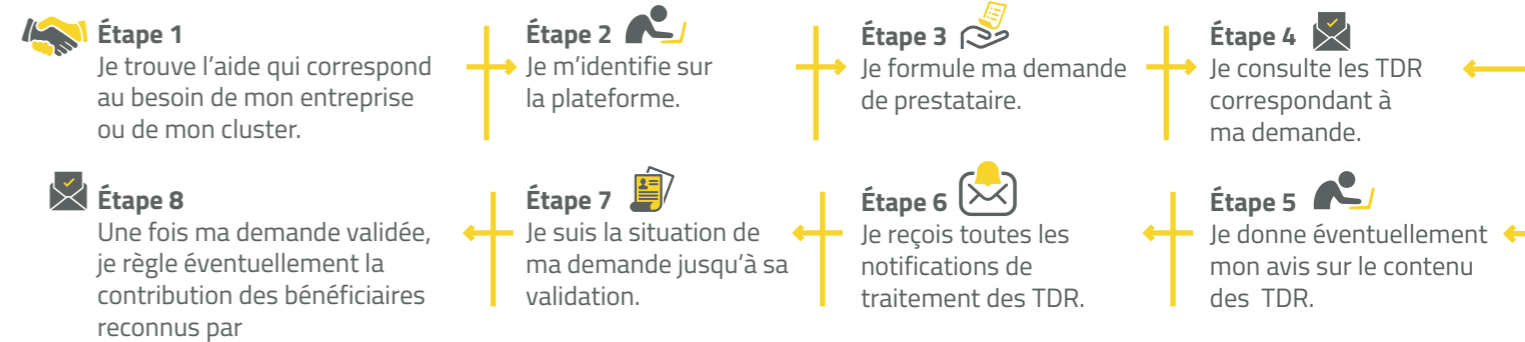 Étape 1
Je trouve l'aide qui correspond
au besoin de mon entreprise
ou de mon cluster.
Étape 2
Je m'identifie sur
la plateforme.
Étape 3
Je formule ma demande
de prestataire.
Étape 4
Je consulte les TDR
correspondant à
ma demande.
Étape 5
Je donne éventuellement
mon avis sur le contenu
des TDR.
Étape 6
Je reçois toutes les
notifications de
traitement des TDR.
Étape 7
Je suis la situation de
ma demande jusqu'à sa
validation.
Étape 8
Une fois ma demande validée,
je règle éventuellement la
contribution des bénéficiaires
reconnus par